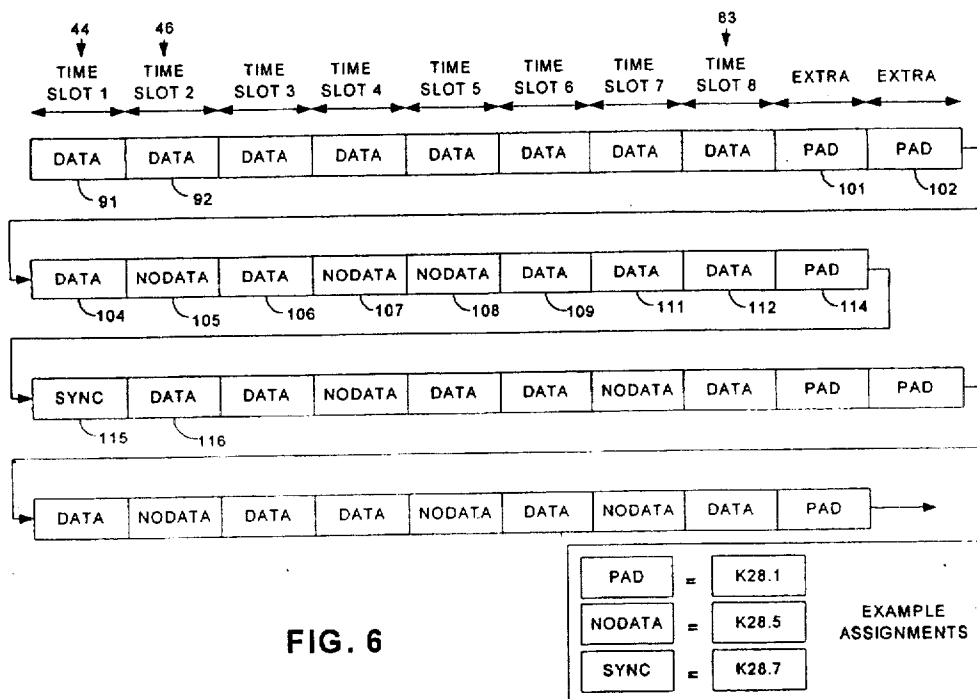 44 46 83
TIME SLOT 1 TIME SLOT 2 TIME SLOT 3 TIME SLOT 4 TIME SLOT 5 TIME SLOT 6 TIME SLOT 7 TIME SLOT 8 EXTRA EXTRA
DATA DATA DATA DATA DATA DATA DATA DATA PAD PAD
91 92 101 102
DATA NODATA DATA NODATA NODATA DATA DATA DATA PAD
104 105 106 107 108 109 111 112 114
SYNC DATA DATA NODATA DATA DATA NODATA DATA PAD PAD
115 116
DATA NODATA DATA DATA NODATA DATA NODATA DATA PAD
PAD = K28.1
NODATA = K28.5
SYNC = K28.7
EXAMPLE
ASSIGNMENTS
FIG. 6